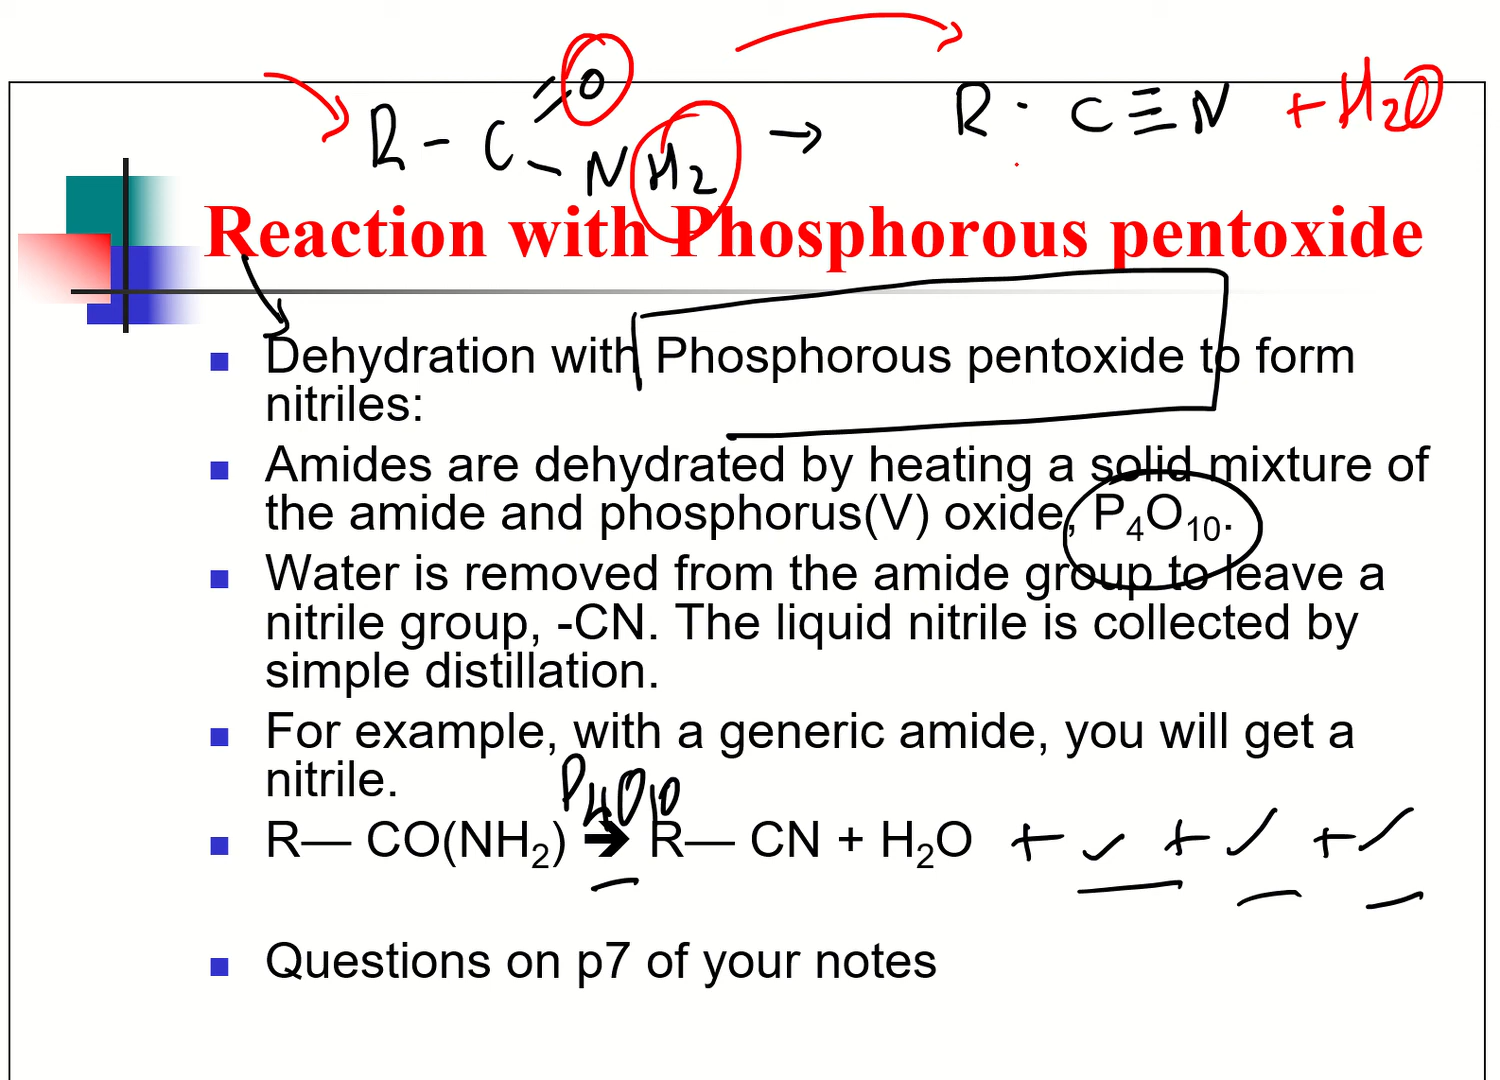 R - C =O - NH2 → R - C≡N + H2O
Reaction with Phosphorous pentoxide
Dehydration with Phosphorous pentoxide to form
nitriles:
Amides are dehydrated by heating a solid mixture of
the amide and phosphorus(V) oxide, P4O10.
Water is removed from the amide group to leave a
nitrile group, -CN. The liquid nitrile is collected by
simple distillation.
For example, with a generic amide, you will get a
nitrile.
P4O10
R— CO(NH2) ➔ R— CN + H2O + ✓ + ✓ + ✓
Questions on p7 of your notes